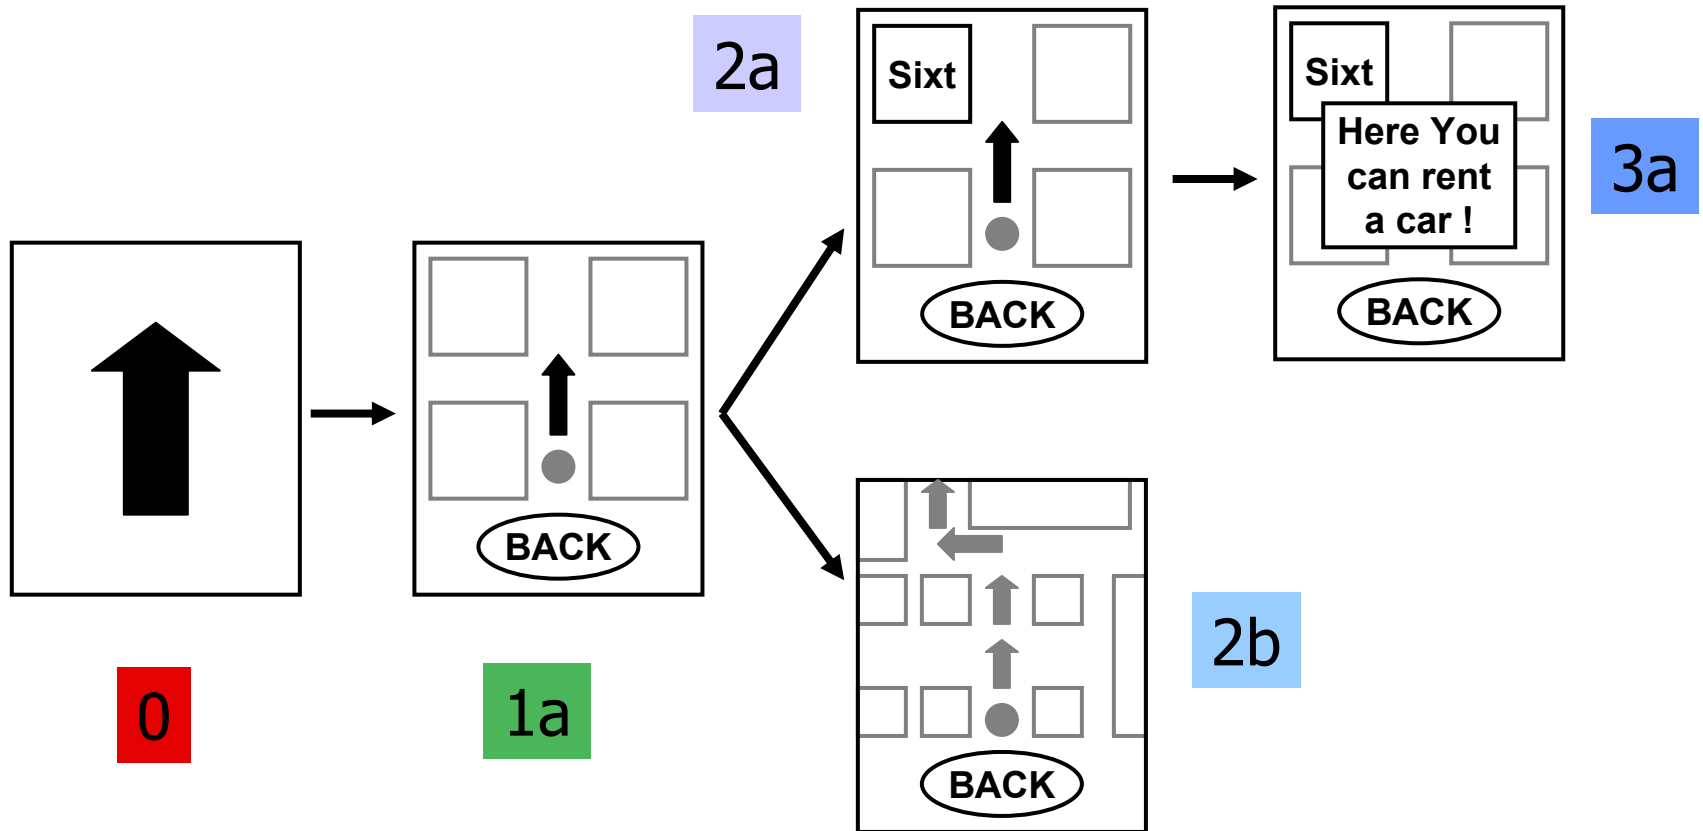 2a
Sixt
BACK
Sixt
Here You
can rent
a car !
BACK
3a
0
BACK
1a
BACK
2b